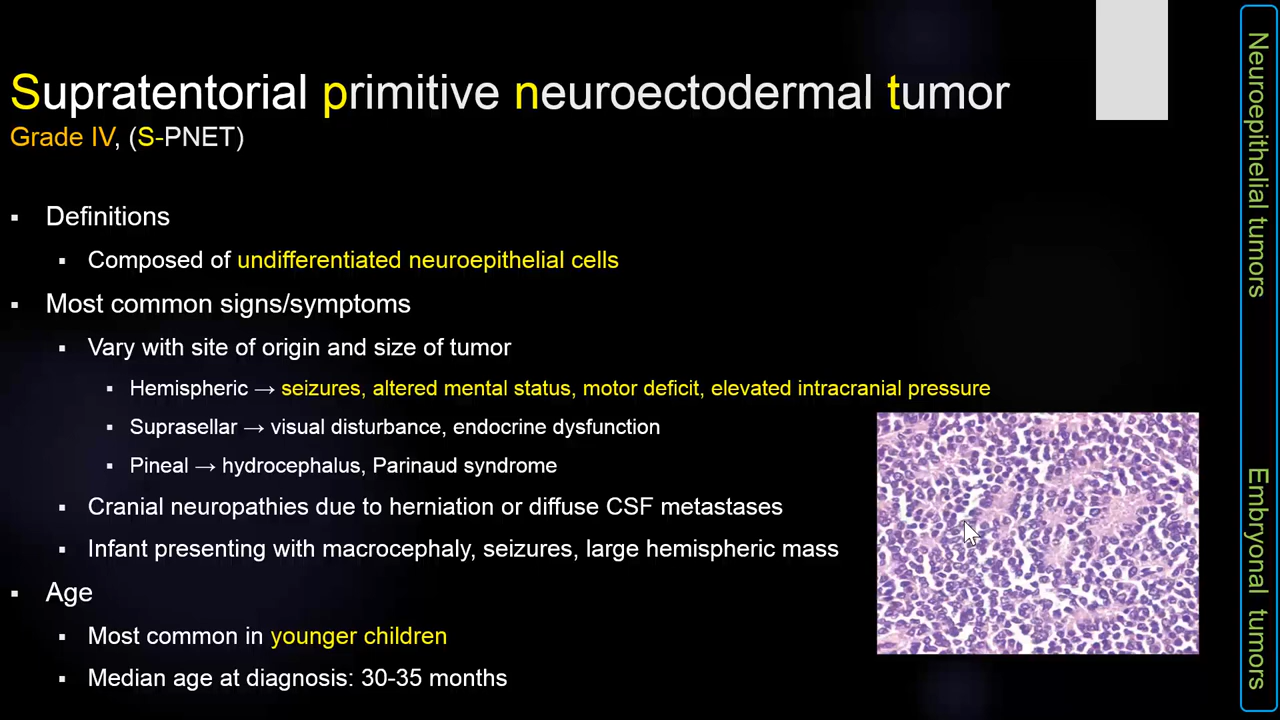 Supratentorial primitive neuroectodermal tumor
Grade IV, (S-PNET)
▪ Definitions
▪ Composed of undifferentiated neuroepithelial cells
▪ Most common signs/symptoms
▪ Vary with site of origin and size of tumor
▪ Hemispheric → seizures, altered mental status, motor deficit, elevated intracranial pressure
▪ Suprasellar → visual disturbance, endocrine dysfunction
▪ Pineal → hydrocephalus, Parinaud syndrome
▪ Cranial neuropathies due to herniation or diffuse CSF metastases
▪ Infant presenting with macrocephaly, seizures, large hemispheric mass
▪ Age
▪ Most common in younger children
▪ Median age at diagnosis: 30-35 months
Neuroepithelial tumors
Embryonal tumors